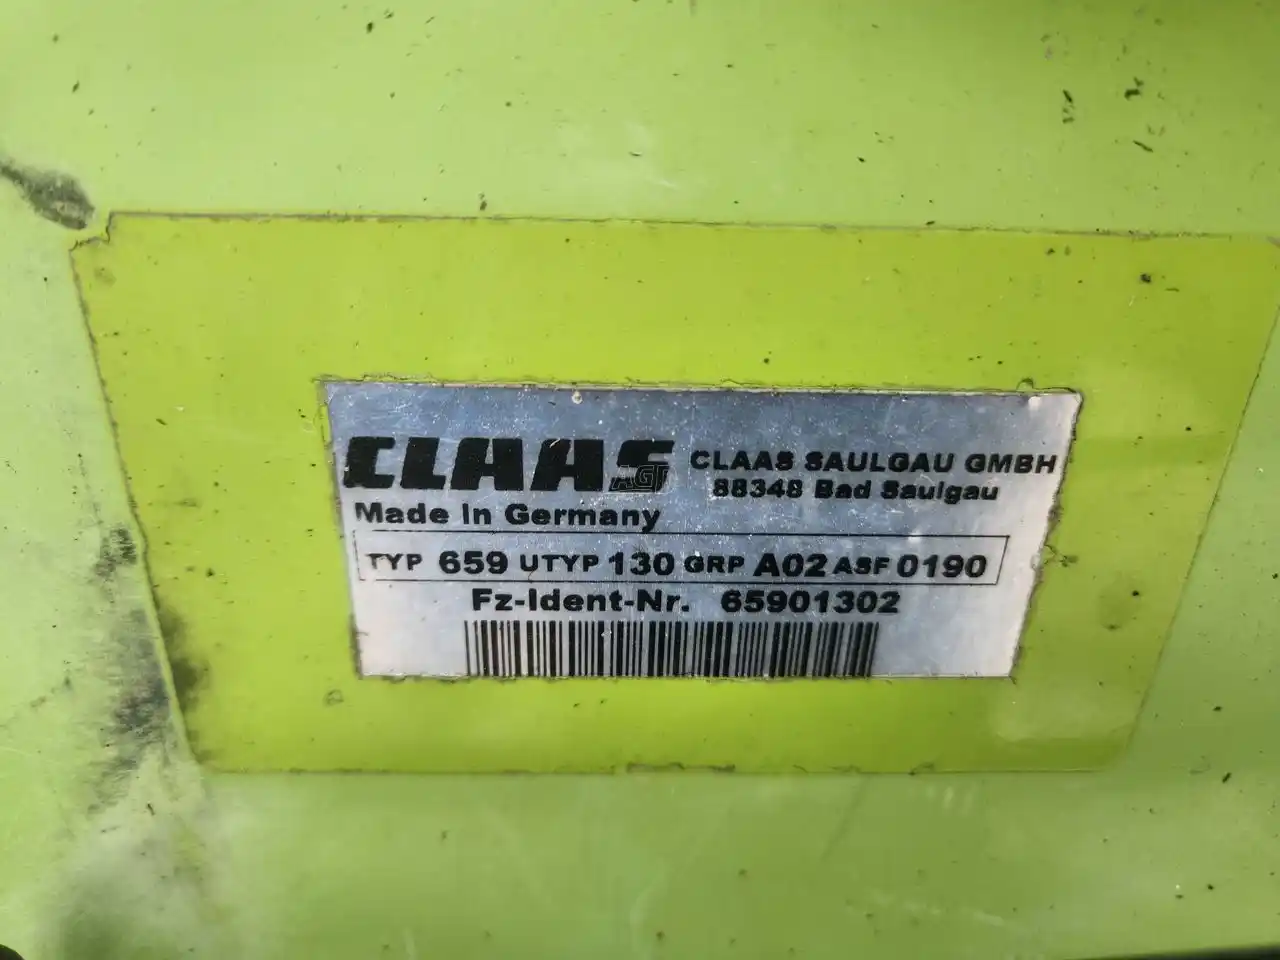 CLAAS CLAAS SAULGAU GMBH
88348 Bad Saulgau
Made in Germany
TYP 659 UTYP 130 GRP A02 ASF 0190
Fz-Ident-Nr. 65901302
AGF